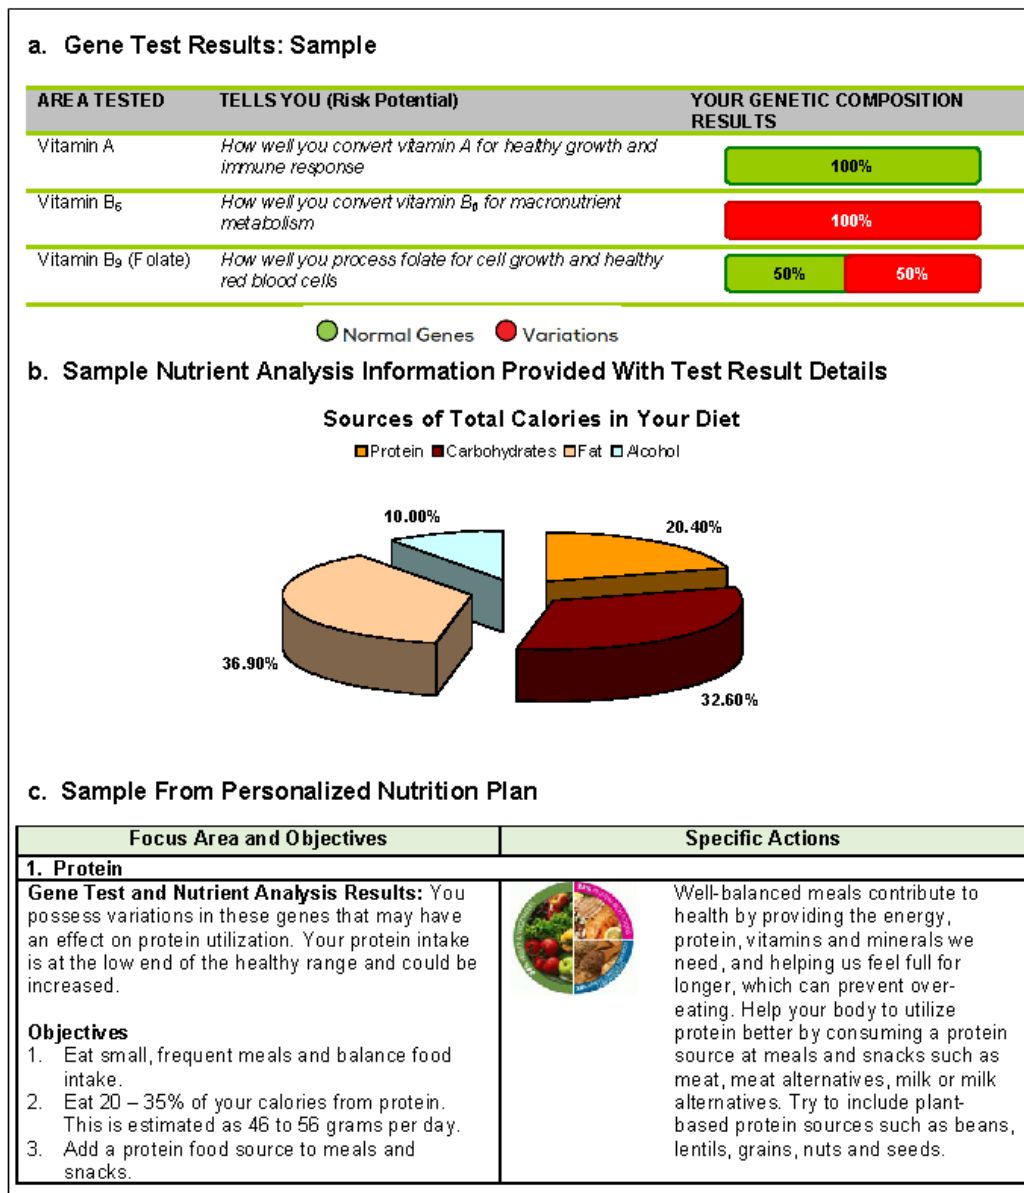 a. Gene Test Results: Sample
AREA TESTED
TELLS YOU (Risk Potential)
YOUR GENETIC COMPOSITION
RESULTS
Vitamin A
How well you convert vitamin A for healthy growth and
immune response
100%
Vitamin B₆
How well you convert vitamin B₆ for macronutrient
metabolism
100%
Vitamin B₉ (Folate)
How well you process folate for cell growth and healthy
red blood cells
50%
50%
Normal Genes
Variations
b. Sample Nutrient Analysis Information Provided With Test Result Details
Sources of Total Calories in Your Diet
Protein Carbohydrates Fat Alcohol
10.00%
20.40%
36.90%
32.60%
c. Sample From Personalized Nutrition Plan
Focus Area and Objectives
Specific Actions
1. Protein
Gene Test and Nutrient Analysis Results: You
possess variations in these genes that may have
an effect on protein utilization. Your protein intake
is at the low end of the healthy range and could be
increased.
Objectives
1. Eat small, frequent meals and balance food
intake.
2. Eat 20 – 35% of your calories from protein.
This is estimated as 46 to 56 grams per day.
3. Add a protein food source to meals and
snacks.
Well-balanced meals contribute to
health by providing the energy,
protein, vitamins and minerals we
need, and helping us feel full for
longer, which can prevent over-
eating. Help your body to utilize
protein better by consuming a protein
source at meals and snacks such as
meat, meat alternatives, milk or milk
alternatives. Try to include plant-
based protein sources such as beans,
lentils, grains, nuts and seeds.